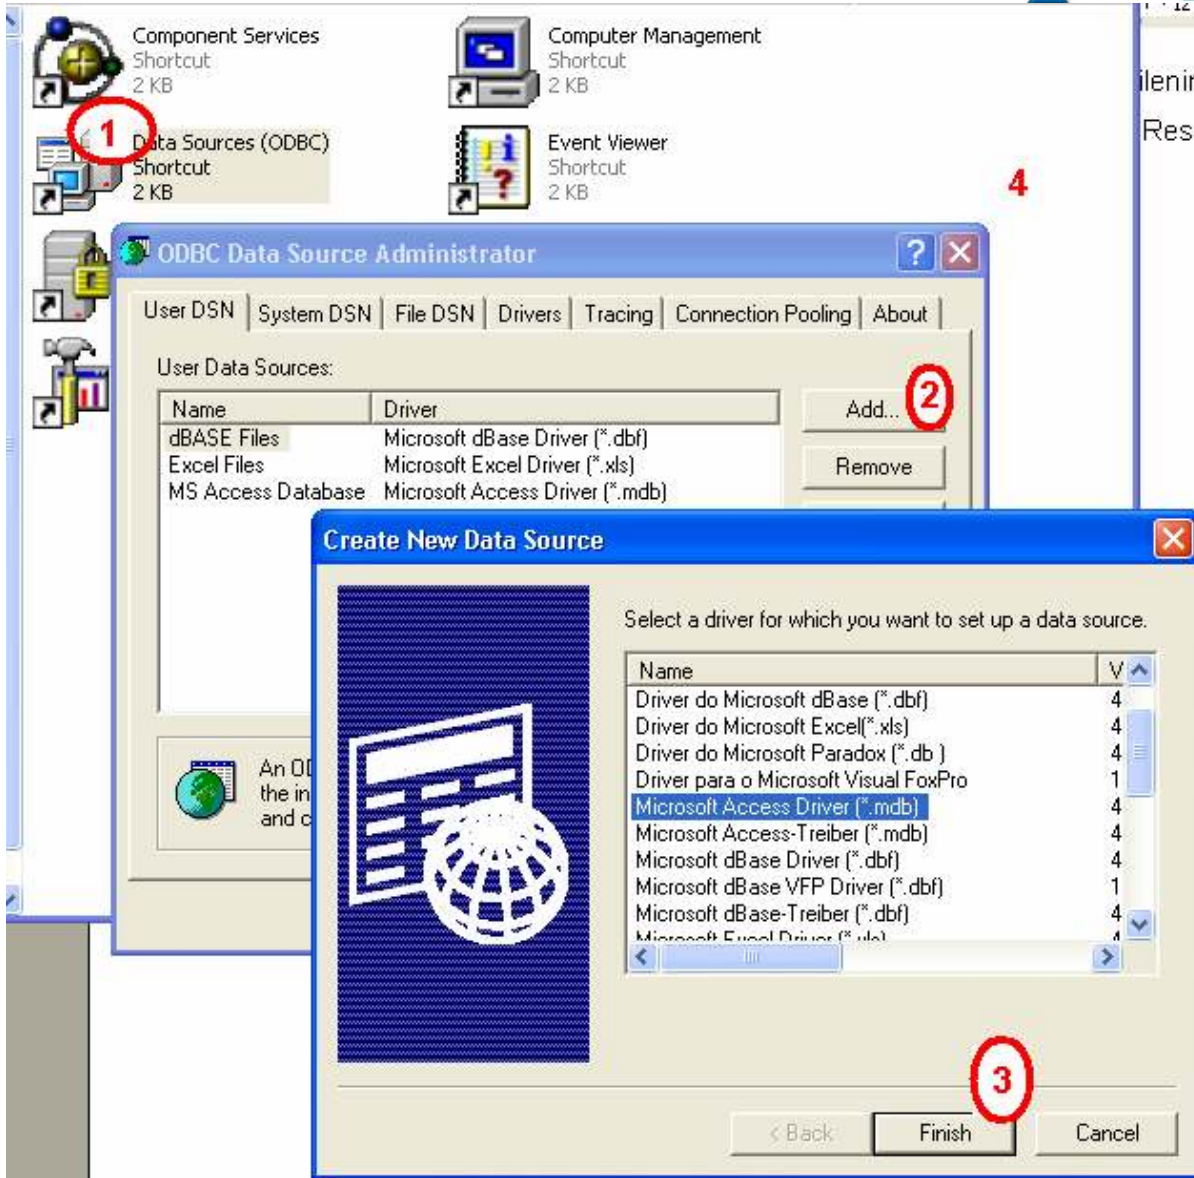 Component Services
Shortcut
2 KB
Computer Management
Shortcut
2 KB
1
Data Sources (ODBC)
Shortcut
2 KB
Event Viewer
Shortcut
2 KB
4
Res
ODBC Data Source Administrator
User DSN System DSN File DSN Drivers Tracing Connection Pooling About
User Data Sources:
Name Driver
dBASE Files Microsoft dBase Driver (*.dbf)
Excel Files Microsoft Excel Driver (*.xls)
MS Access Database Microsoft Access Driver (*.mdb)
Add...
2
Remove
An
the in
and c
Create New Data Source
Select a driver for which you want to set up a data source.
Name V
Driver do Microsoft dBase (*.dbf) 4
Driver do Microsoft Excel(*.xls) 4
Driver do Microsoft Paradox (*.db ) 4
Driver para o Microsoft Visual FoxPro 1
Microsoft Access Driver (*.mdb) 4
Microsoft Access-Treiber (*.mdb) 4
Microsoft dBase Driver (*.dbf) 4
Microsoft dBase VFP Driver (*.dbf) 1
Microsoft dBase-Treiber (*.dbf) 4
Microsoft Excel Driver (*.xls) 4
3
< Back Finish Cancel